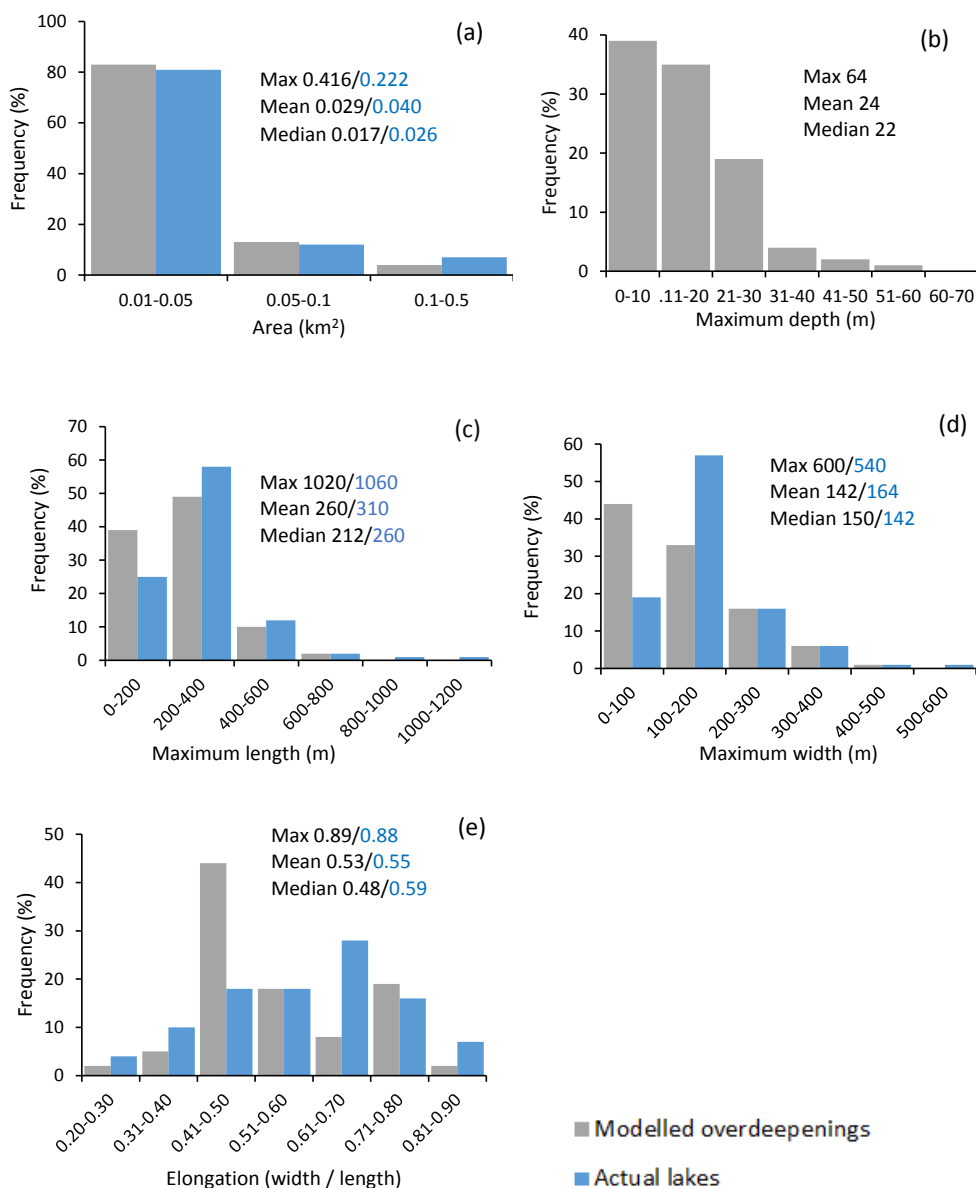 (a)
Frequency (%)
100
80
60
40
20
0
Max 0.416/0.222
Mean 0.029/0.040
Median 0.017/0.026
0.01-0.05 0.05-0.1 0.1-0.5
Area (km²)
(b)
Frequency (%)
40
30
20
10
0
Max 64
Mean 24
Median 22
0-10 .11-20 21-30 31-40 41-50 51-60 60-70
Maximum depth (m)
(c)
Frequency (%)
70
60
50
40
30
20
10
0
Max 1020/1060
Mean 260/310
Median 212/260
0-200 200-400 400-600 600-800 800-1000 1000-1200
Maximum length (m)
(d)
Frequency (%)
60
50
40
30
20
10
0
Max 600/540
Mean 142/164
Median 150/142
0-100 100-200 200-300 300-400 400-500 500-600
Maximum width (m)
(e)
Frequency (%)
50
40
30
20
10
0
Max 0.89/0.88
Mean 0.53/0.55
Median 0.48/0.59
0.20-0.30 0.31-0.40 0.41-0.50 0.51-0.60 0.61-0.70 0.71-0.80 0.81-0.90
Elongation (width / length)
Modelled overdeepenings
Actual lakes